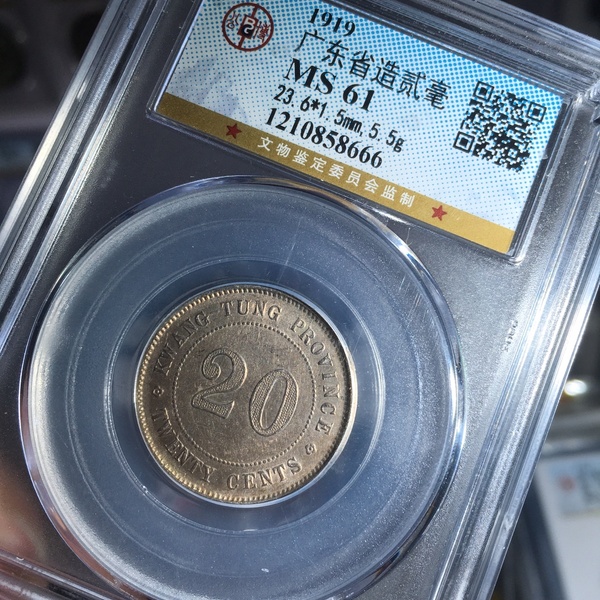 1919
广东省造贰毫
MS 61
23.6*1.5mm,5.5g
1210858666
文物鉴定委员会监制
KWANG TUNG PROVINCE
20
TWENTY CENTS